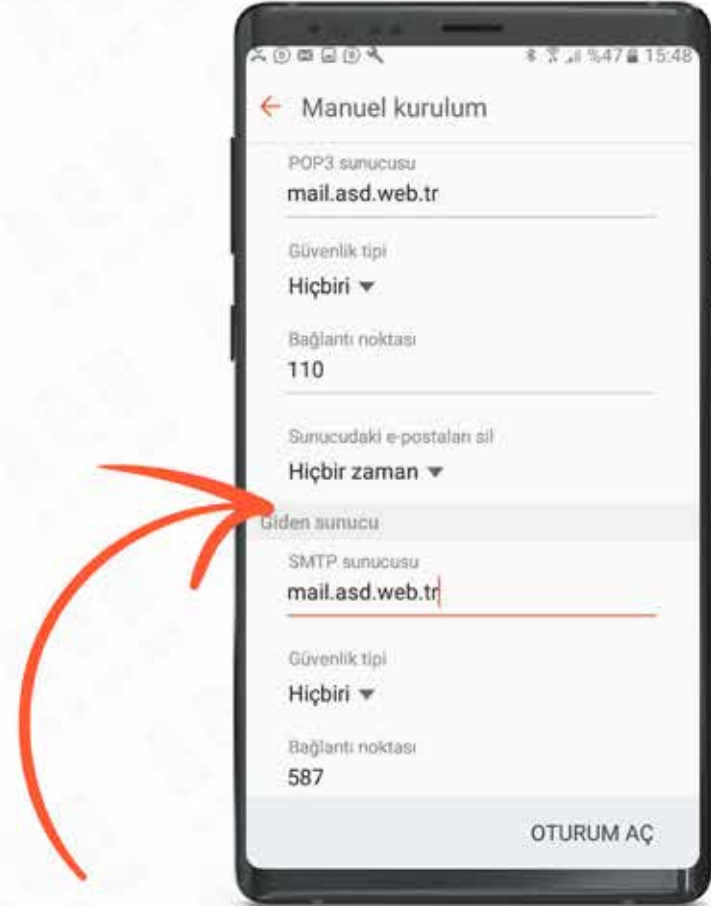 %47 15:48
Manuel kurulum
POP3 sunucusu
mail.asd.web.tr
Güvenlik tipi
Hiçbiri
Bağlantı noktası
110
Sunucudaki e-postaları sil
Hiçbir zaman
Giden sunucu
SMTP sunucusu
mail.asd.web.tr
Güvenlik tipi
Hiçbiri
Bağlantı noktası
587
OTURUM AÇ